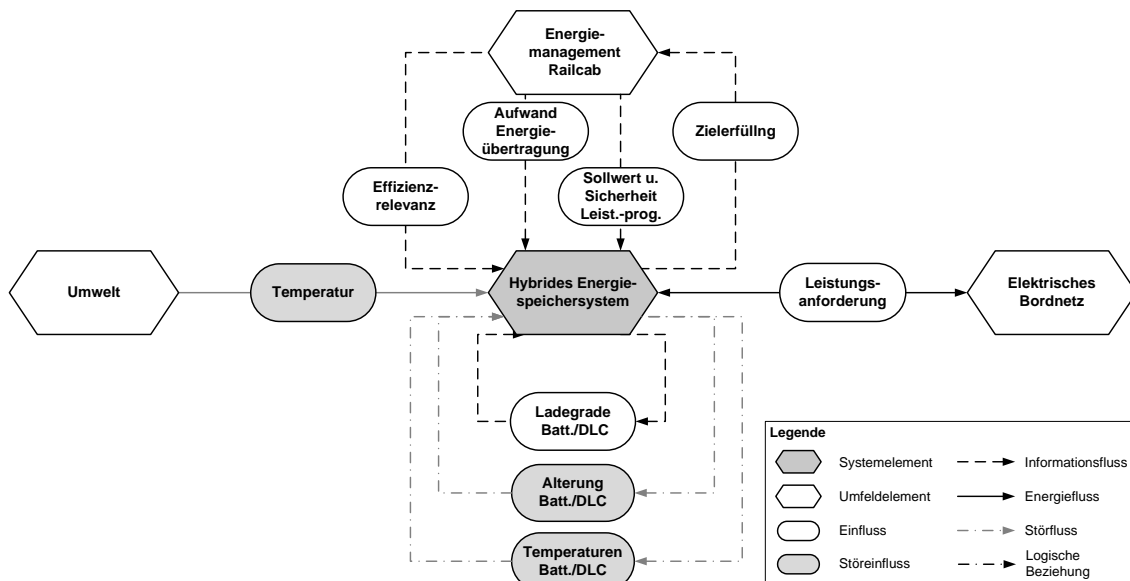 Energie-
management
Railcab
Aufwand
Energie-
übertragung
Zielerfüllng
Effizienz-
relevanz
Sollwert u.
Sicherheit
Leist.-prog.
Umwelt
Temperatur
Hybrides Energie-
speichersystem
Leistungs-
anforderung
Elektrisches
Bordnetz
Ladegrade
Batt./DLC
Alterung
Batt./DLC
Temperaturen
Batt./DLC
Legende
Systemelement
Informationsfluss
Umfeldelement
Energiefluss
Einfluss
Störfluss
Störeinfluss
Logische
Beziehung